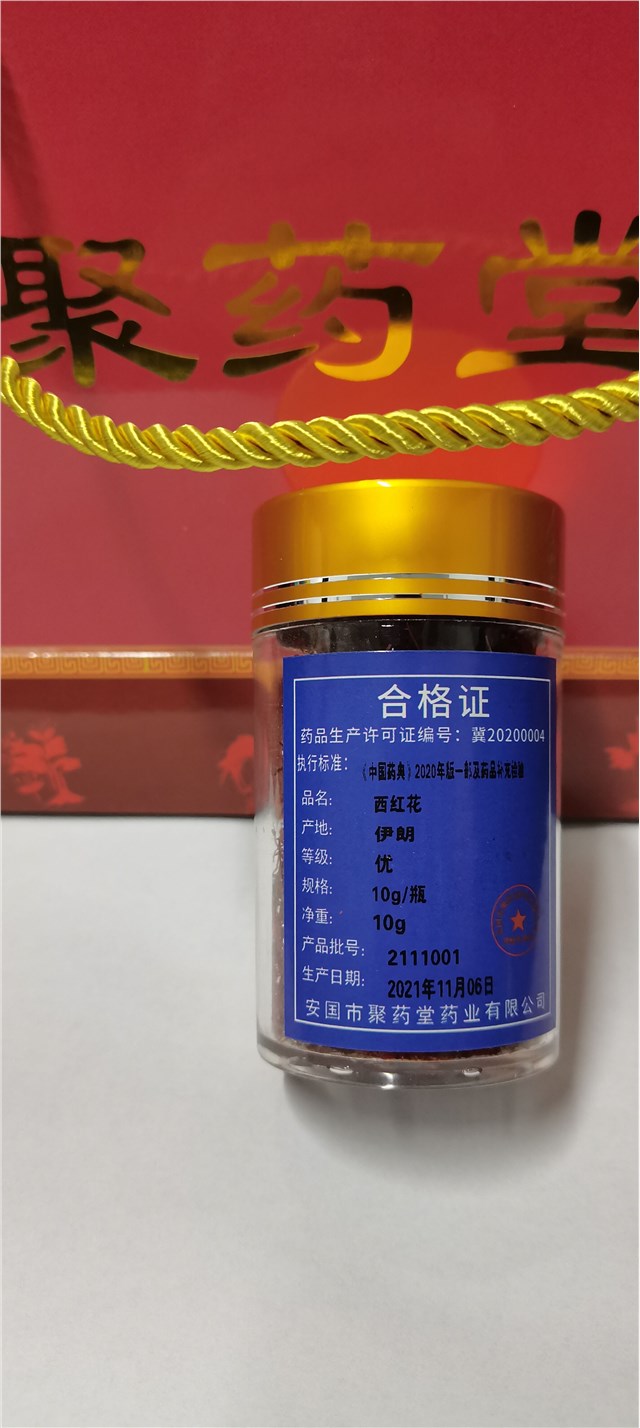 聚药堂
合格证
药品生产许可证编号：冀20200004
执行标准：《中国药典》2020年版一部及药品补充检验
品名：西红花
产地：伊朗
等级：优
规格：10g/瓶
净重：10g
产品批号：2111001
生产日期：2021年11月06日
安国市聚药堂药业有限公司